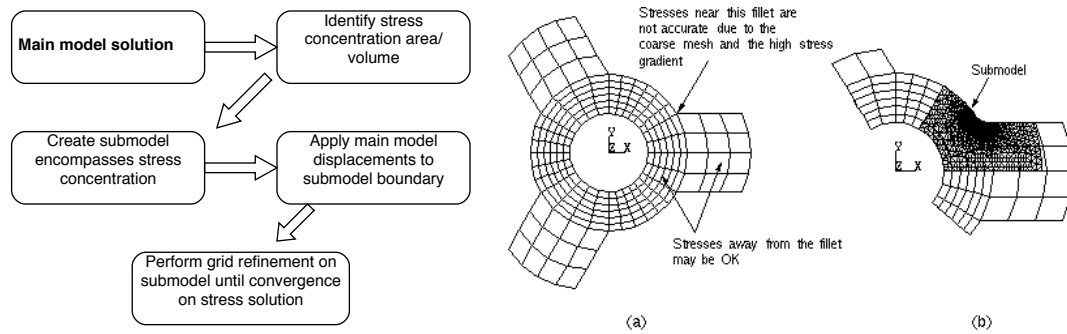 Main model solution
Identify stress
concentration area/
volume
Create submodel
encompasses stress
concentration
Apply main model
displacements to
submodel boundary
Perform grid refinement on
submodel until convergence
on stress solution
Stresses near this fillet are
not accurate due to the
coarse mesh and the high stress
gradient
Y
Z X
Stresses away from the fillet
may be OK
(a)
Submodel
Y
Z X
(b)